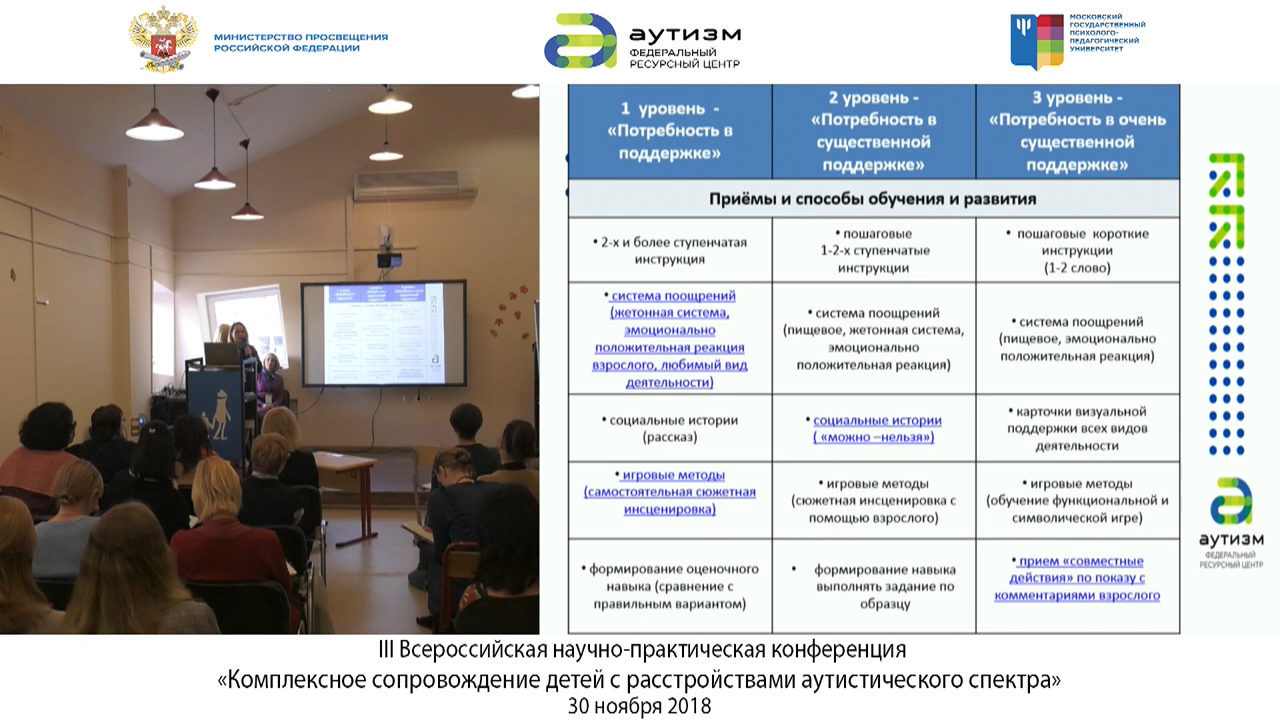 МИНИСТЕРСТВО ПРОСВЕЩЕНИЯ
РОССИЙСКОЙ ФЕДЕРАЦИИ
аутизм
ФЕДЕРАЛЬНЫЙ
РЕСУРСНЫЙ ЦЕНТР
МОСКОВСКИЙ
ГОСУДАРСТВЕННЫЙ
ПСИХОЛОГО-
ПЕДАГОГИЧЕСКИЙ
УНИВЕРСИТЕТ
1 уровень -
«Потребность в
поддержке»
2 уровень -
«Потребность в
существенной
поддержке»
3 уровень -
«Потребность в очень
существенной
поддержке»
Приёмы и способы обучения и развития
• 2-х и более ступенчатая
инструкция
• пошаговые
1-2-х ступенчатые
инструкции
• пошаговые короткие
инструкции
(1-2 слово)
• система поощрений
(жетонная система,
эмоционально
положительная реакция
взрослого, любимый вид
деятельности)
• система поощрений
(пищевое, жетонная система,
эмоционально
положительная реакция)
• система поощрений
(пищевое, эмоционально
положительная реакция)
• социальные истории
(рассказ)
• социальные истории
( «можно –нельзя»)
• карточки визуальной
поддержки всех видов
деятельности
• игровые методы
(самостоятельная сюжетная
инсценировка)
• игровые методы
(сюжетная инсценировка с
помощью взрослого)
• игровые методы
(обучение функциональной и
символической игре)
• формирование оценочного
навыка (сравнение с
правильным вариантом)
• формирование навыка
выполнять задание по
образцу
• прием «совместные
действия» по показу с
комментариями взрослого
аутизм
ФЕДЕРАЛЬНЫЙ
РЕСУРСНЫЙ ЦЕНТР
III Всероссийская научно-практическая конференция
«Комплексное сопровождение детей с расстройствами аутистического спектра»
30 ноября 2018